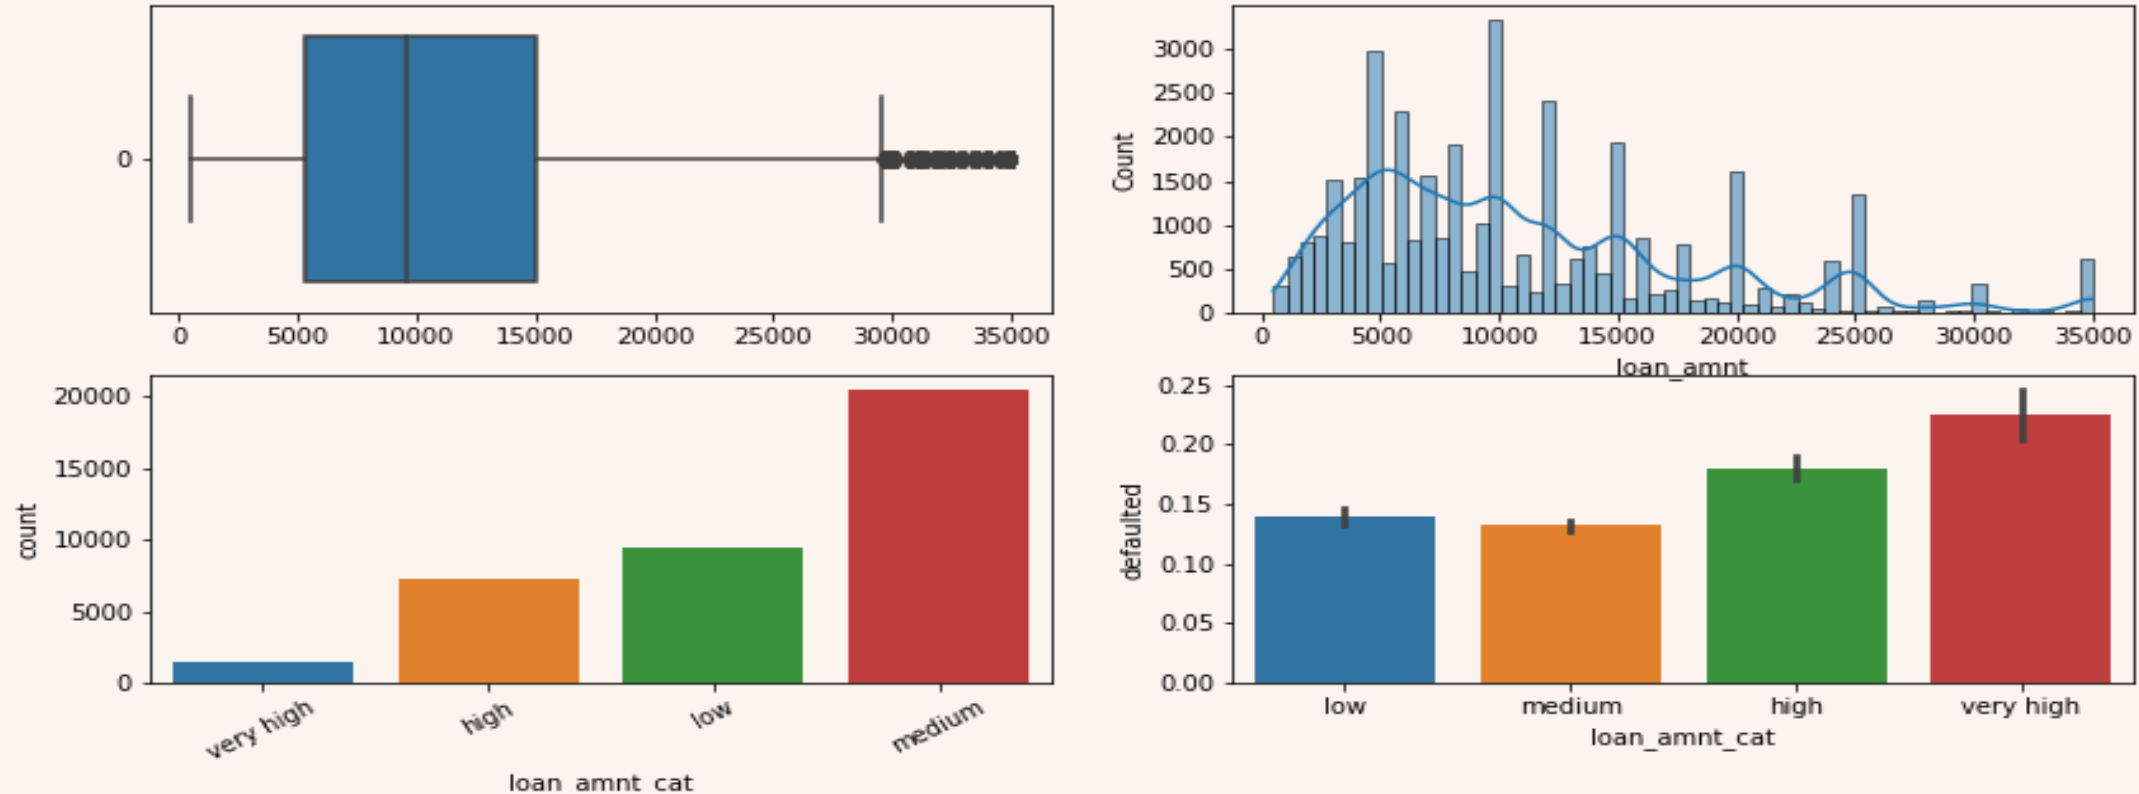 0
0 5000 10000 15000 20000 25000 30000 35000
Count
3000
2500
2000
1500
1000
500
0
0 5000 10000 15000 20000 25000 30000 35000
loan_amnt
count
20000
15000
10000
5000
0
very high high low medium
loan_amnt_cat
defaulted
0.25
0.20
0.15
0.10
0.05
0.00
low medium high very high
loan_amnt_cat